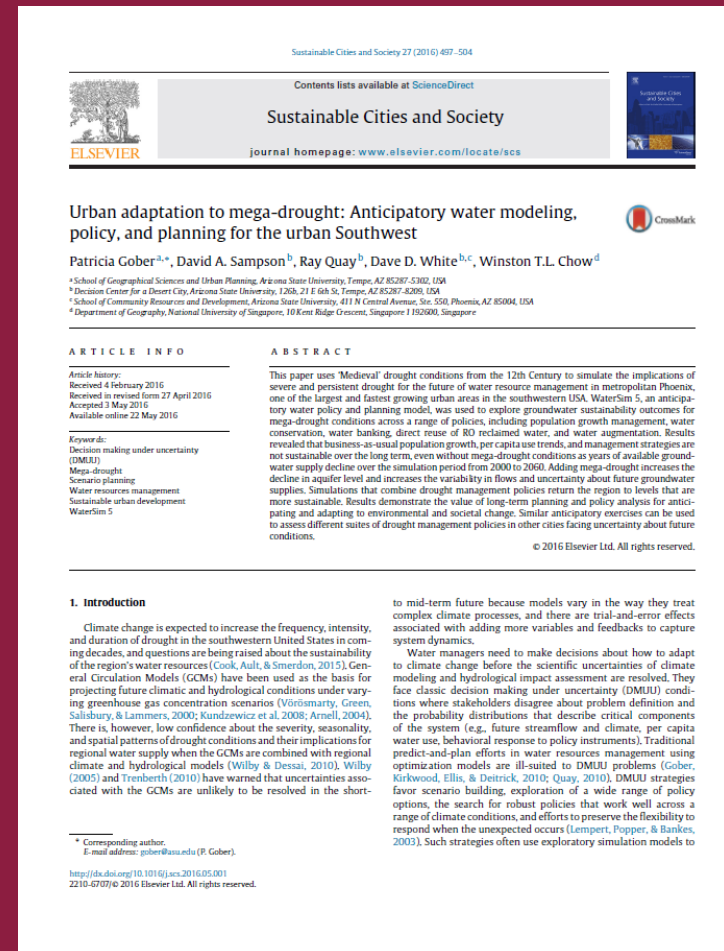 Sustainable Cities and Society 27 (2016) 497–504
Contents lists available at ScienceDirect
Sustainable Cities and Society
journal homepage: www.elsevier.com/locate/scs
ELSEVIER
Sustainable Cities
and Society
Urban adaptation to mega-drought: Anticipatory water modeling,
policy, and planning for the urban Southwest
CrossMark
Patricia Gober a,*, David A. Sampson b, Ray Quay b, Dave D. White b,c, Winston T.L. Chow d
a School of Geographical Sciences and Urban Planning, Arizona State University, Tempe, AZ 85287-5302, USA
b Decision Center for a Desert City, Arizona State University, 126b, 21 E 6th St, Tempe, AZ 85287-8209, USA
c School of Community Resources and Development, Arizona State University, 411 N Central Avenue, Ste. 550, Phoenix, AZ 85004, USA
d Department of Geography, National University of Singapore, 10 Kent Ridge Crescent, Singapore 1192600, Singapore
ARTICLE INFO
Article history:
Received 4 February 2016
Received in revised form 27 April 2016
Accepted 3 May 2016
Available online 22 May 2016
Keywords:
Decision making under uncertainty
(DMUU)
Mega-drought
Scenario planning
Water resources management
Sustainable urban development
WaterSim 5
ABSTRACT
This paper uses 'Medieval' drought conditions from the 12th Century to simulate the implications of
severe and persistent drought for the future of water resource management in metropolitan Phoenix,
one of the largest and fastest growing urban areas in the southwestern USA. WaterSim 5, an anticipa-
tory water policy and planning model, was used to explore groundwater sustainability outcomes for
mega-drought conditions across a range of policies, including population growth management, water
conservation, water banking, direct reuse of RO reclaimed water, and water augmentation. Results
revealed that business-as-usual population growth, per capita use trends, and management strategies are
not sustainable over the long term, even without mega-drought conditions as years of available ground-
water supply decline over the simulation period from 2000 to 2060. Adding mega-drought increases the
decline in aquifer level and increases the variability in flows and uncertainty about future groundwater
supplies. Simulations that combine drought management policies return the region to levels that are
more sustainable. Results demonstrate the value of long-term planning and policy analysis for antici-
pating and adapting to environmental and societal change. Similar anticipatory exercises can be used
to assess different suites of drought management policies in other cities facing uncertainty about future
conditions.
© 2016 Elsevier Ltd. All rights reserved.
1. Introduction
Climate change is expected to increase the frequency, intensity,
and duration of drought in the southwestern United States in com-
ing decades, and questions are being raised about the sustainability
of the region's water resources (Cook, Ault, & Smerdon, 2015). Gen-
eral Circulation Models (GCMs) have been used as the basis for
projecting future climatic and hydrological conditions under vary-
ing greenhouse gas concentration scenarios (Vörösmarty, Green,
Salisbury, & Lammers, 2000; Kundzewicz et al. 2008; Arnell, 2004).
There is, however, low confidence about the severity, seasonality,
and spatial patterns of drought conditions and their implications for
regional water supply when the GCMs are combined with regional
climate and hydrological models (Wilby & Dessai, 2010). Wilby
(2005) and Trenberth (2010) have warned that uncertainties asso-
ciated with the GCMs are unlikely to be resolved in the short-
* Corresponding author.
E-mail address: gober@asu.edu (P. Gober).
http://dx.doi.org/10.1016/j.scs.2016.05.001
2210-6707/© 2016 Elsevier Ltd. All rights reserved.
to mid-term future because models vary in the way they treat
complex climate processes, and there are trial-and-error effects
associated with adding more variables and feedbacks to capture
system dynamics.
Water managers need to make decisions about how to adapt
to climate change before the scientific uncertainties of climate
modeling and hydrological impact assessment are resolved. They
face classic decision making under uncertainty (DMUU) condi-
tions where stakeholders disagree about problem definition and
the probability distributions that describe critical components
of the system (e.g., future streamflow and climate, per capita
water use, behavioral response to policy instruments). Traditional
predict-and-plan efforts in water resources management using
optimization models are ill-suited to DMUU problems (Gober,
Kirkwood, Ellis, & Deitrick, 2010; Quay, 2010). DMUU strategies
favor scenario building, exploration of a wide range of policy
options, the search for robust policies that work well across a
range of climate conditions, and efforts to preserve the flexibility to
respond when the unexpected occurs (Lempert, Popper, & Bankes,
2003). Such strategies often use exploratory simulation models to